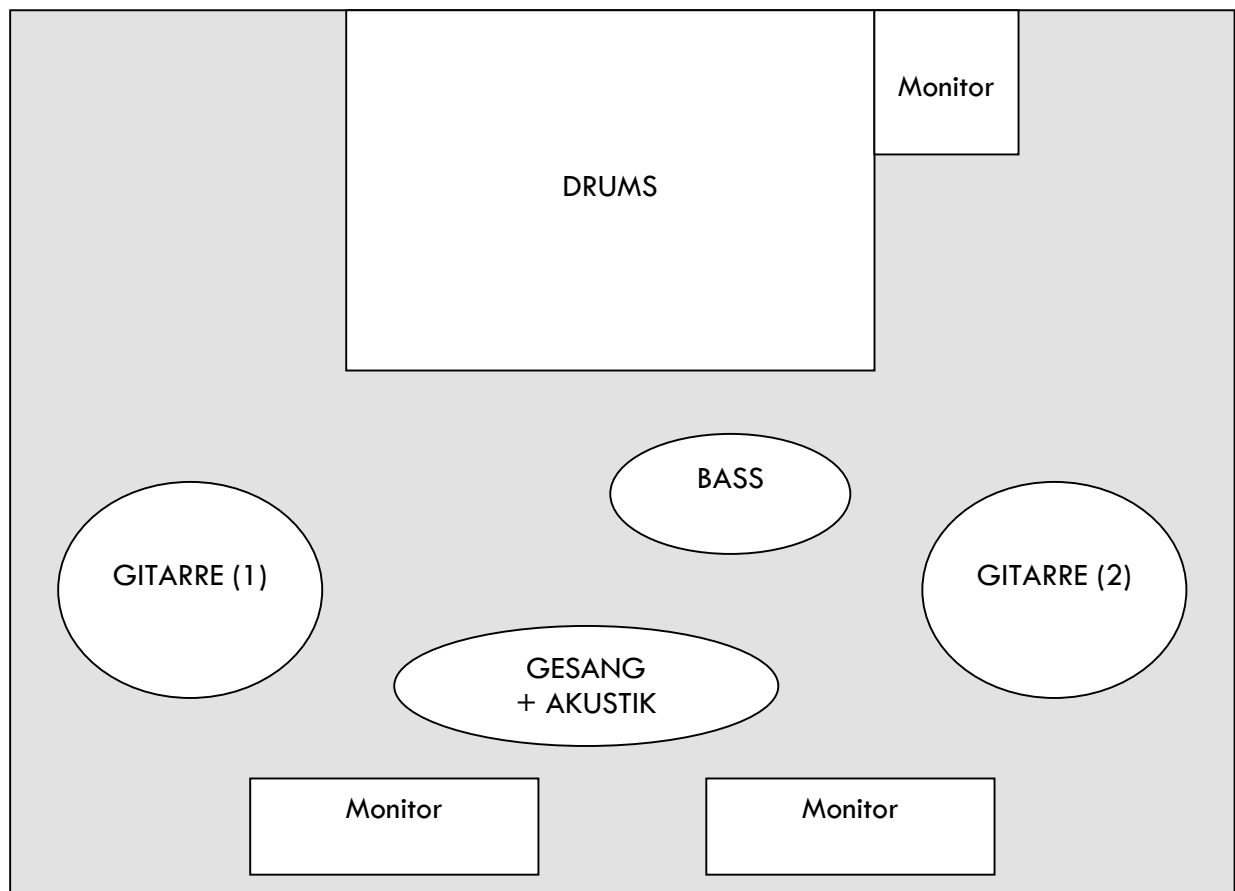 Monitor
DRUMS
BASS
GITARRE (1)
GITARRE (2)
GESANG
+ AKUSTIK
Monitor
Monitor